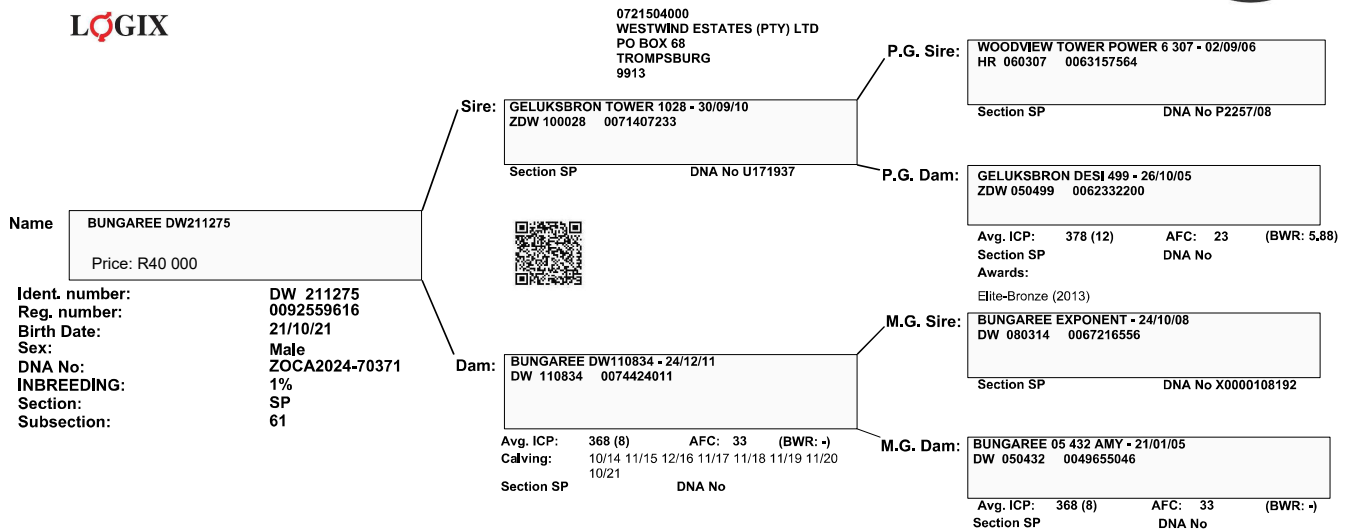 LOGIX
0721504000
WESTWIND ESTATES (PTY) LTD
PO BOX 68
TROMPSBURG
9913
Name
BUNGAREE DW211275
Price: R40 000
Ident. number: DW 211275
Reg. number: 0092559616
Birth Date: 21/10/21
Sex: Male
DNA No: ZOCA2024-70371
INBREEDING: 1%
Section: SP
Subsection: 61
Sire:
GELUKSBRON TOWER 1028 - 30/09/10
ZDW 100028 0071407233
Section SP DNA No U171937
Dam:
BUNGAREE DW110834 - 24/12/11
DW 110834 0074424011
Avg. ICP: 368 (8) AFC: 33 (BWR: -)
Calving: 10/14 11/15 12/16 11/17 11/18 11/19 11/20
10/21
Section SP DNA No
P.G. Sire:
WOODVIEW TOWER POWER 6 307 - 02/09/06
HR 060307 0063157564
Section SP DNA No P2257/08
P.G. Dam:
GELUKSBRON DESI 499 - 26/10/05
ZDW 050499 0062332200
Avg. ICP: 378 (12) AFC: 23 (BWR: 5.88)
Section SP DNA No
Awards:
Elite-Bronze (2013)
M.G. Sire:
BUNGAREE EXPONENT - 24/10/08
DW 080314 0067216556
Section SP DNA No X0000108192
M.G. Dam:
BUNGAREE 05 432 AMY - 21/01/05
DW 050432 0049655046
Avg. ICP: 368 (8) AFC: 33 (BWR: -)
Section SP DNA No